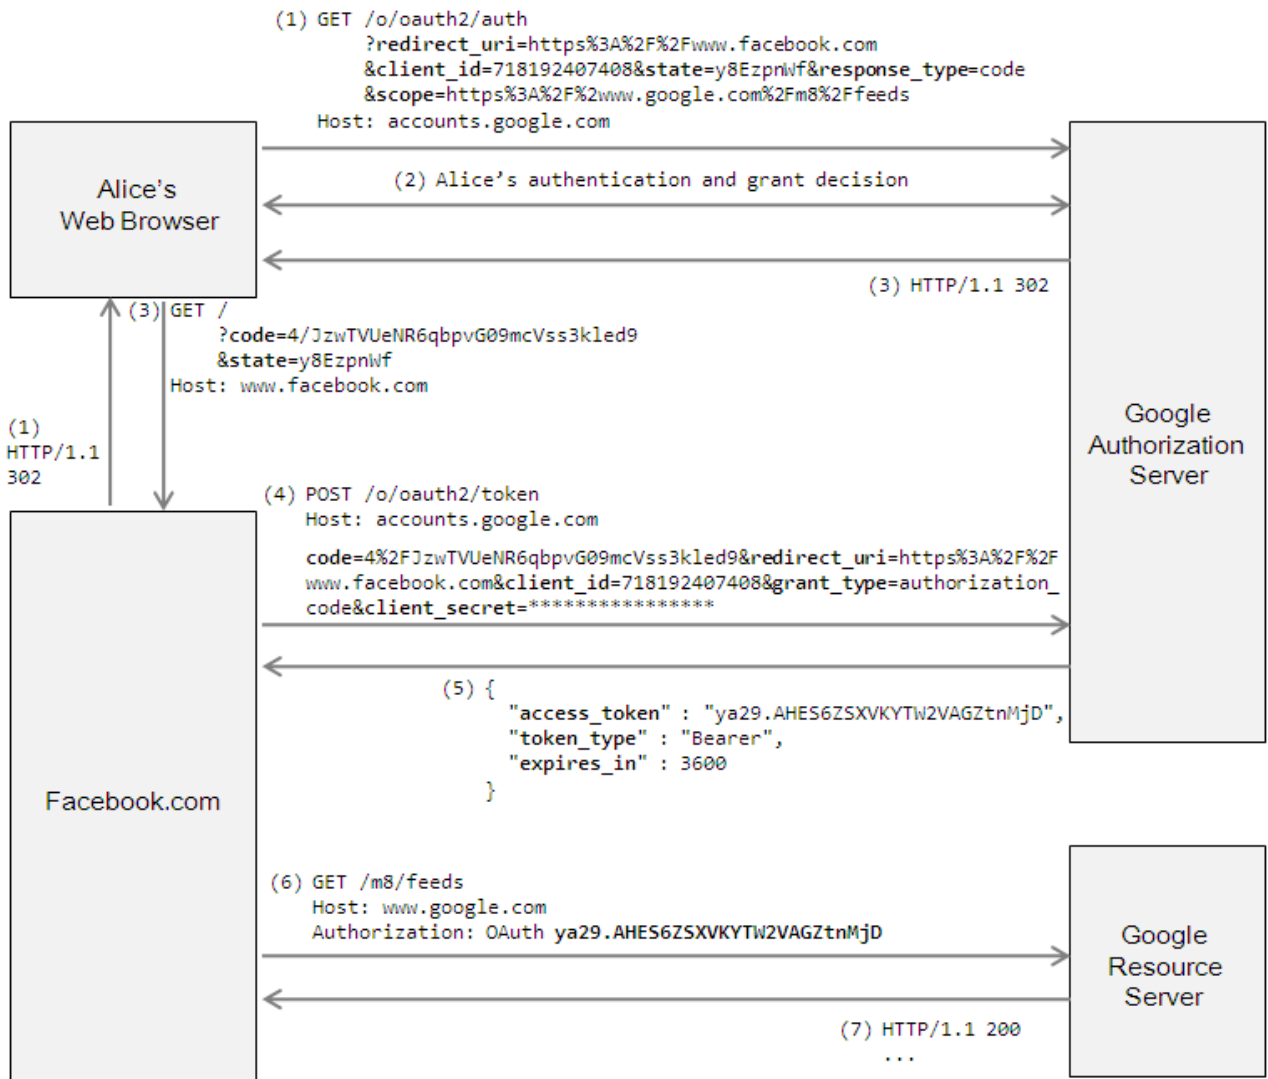 (1) GET /o/oauth2/auth
?redirect_uri=https%3A%2F%2Fwww.facebook.com
&client_id=718192407408&state=y8EzpnWf&response_type=code
&scope=https%3A%2F%2www.google.com%2Fm8%2Ffeeds
Host: accounts.google.com
Alice's
Web Browser
(2) Alice's authentication and grant decision
(3) HTTP/1.1 302
(3) GET /
?code=4/JzwTVUeNR6qbpvG09mcVss3kled9
&state=y8EzpnWf
Host: www.facebook.com
(1)
HTTP/1.1
302
Google
Authorization
Server
(4) POST /o/oauth2/token
Host: accounts.google.com
code=4%2FJzwTVUeNR6qbpvG09mcVss3kled9&redirect_uri=https%3A%2F%2F
www.facebook.com&client_id=718192407408&grant_type=authorization_
code&client_secret=****************
(5) {
"access_token" : "ya29.AHES6ZSXVKYTW2VAGZtnMjD",
"token_type" : "Bearer",
"expires_in" : 3600
}
Facebook.com
(6) GET /m8/feeds
Host: www.google.com
Authorization: OAuth ya29.AHES6ZSXVKYTW2VAGZtnMjD
Google
Resource
Server
(7) HTTP/1.1 200
...